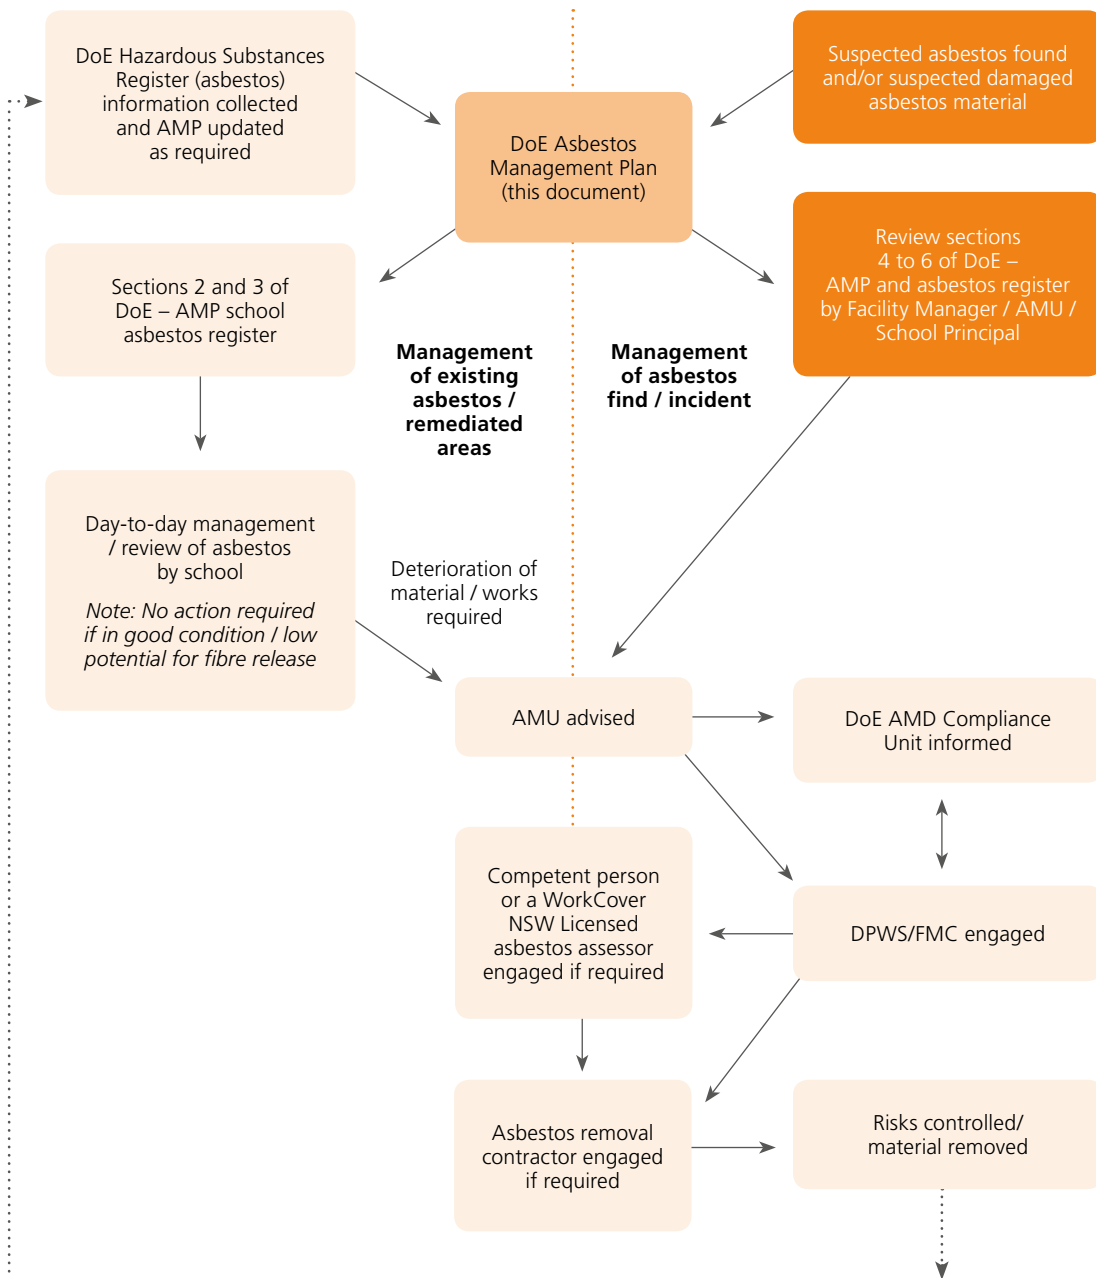 DoE Hazardous Substances
Register (asbestos)
information collected
and AMP updated
as required
Suspected asbestos found
and/or suspected damaged
asbestos material
DoE Asbestos
Management Plan
(this document)
Sections 2 and 3 of
DoE – AMP school
asbestos register
Review sections
4 to 6 of DoE –
AMP and asbestos register
by Facility Manager / AMU /
School Principal
Management
of existing
asbestos /
remediated
areas
Management
of asbestos
find / incident
Day-to-day management
/ review of asbestos
by school
Note: No action required
if in good condition / low
potential for fibre release
Deterioration of
material / works
required
AMU advised
DoE AMD Compliance
Unit informed
Competent person
or a WorkCover
NSW Licensed
asbestos assessor
engaged if required
DPWS/FMC engaged
Asbestos removal
contractor engaged
if required
Risks controlled/
material removed